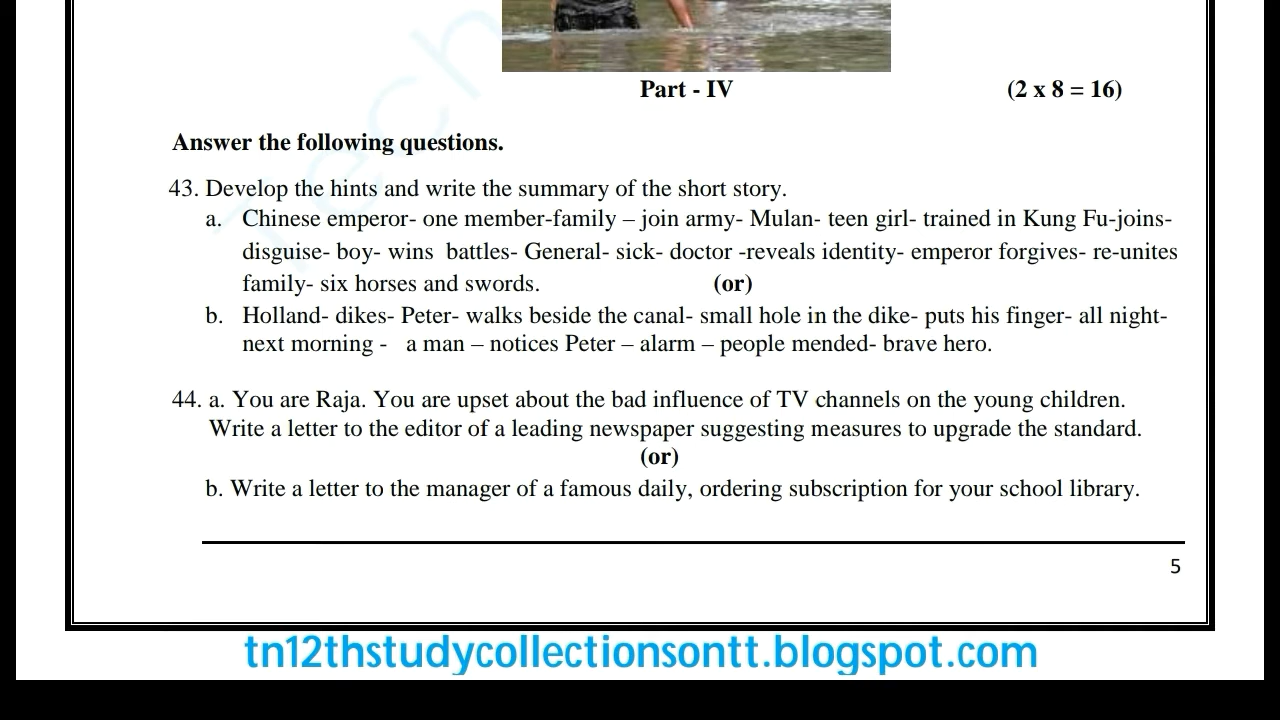 Part - IV (2 x 8 = 16)
Answer the following questions.
43. Develop the hints and write the summary of the short story.
a. Chinese emperor- one member-family – join army- Mulan- teen girl- trained in Kung Fu-joins-
disguise- boy- wins battles- General- sick- doctor -reveals identity- emperor forgives- re-unites
family- six horses and swords. (or)
b. Holland- dikes- Peter- walks beside the canal- small hole in the dike- puts his finger- all night-
next morning - a man – notices Peter – alarm – people mended- brave hero.
44. a. You are Raja. You are upset about the bad influence of TV channels on the young children.
Write a letter to the editor of a leading newspaper suggesting measures to upgrade the standard.
(or)
b. Write a letter to the manager of a famous daily, ordering subscription for your school library.
5
tn12thstudycollectionsontt.blogspot.com